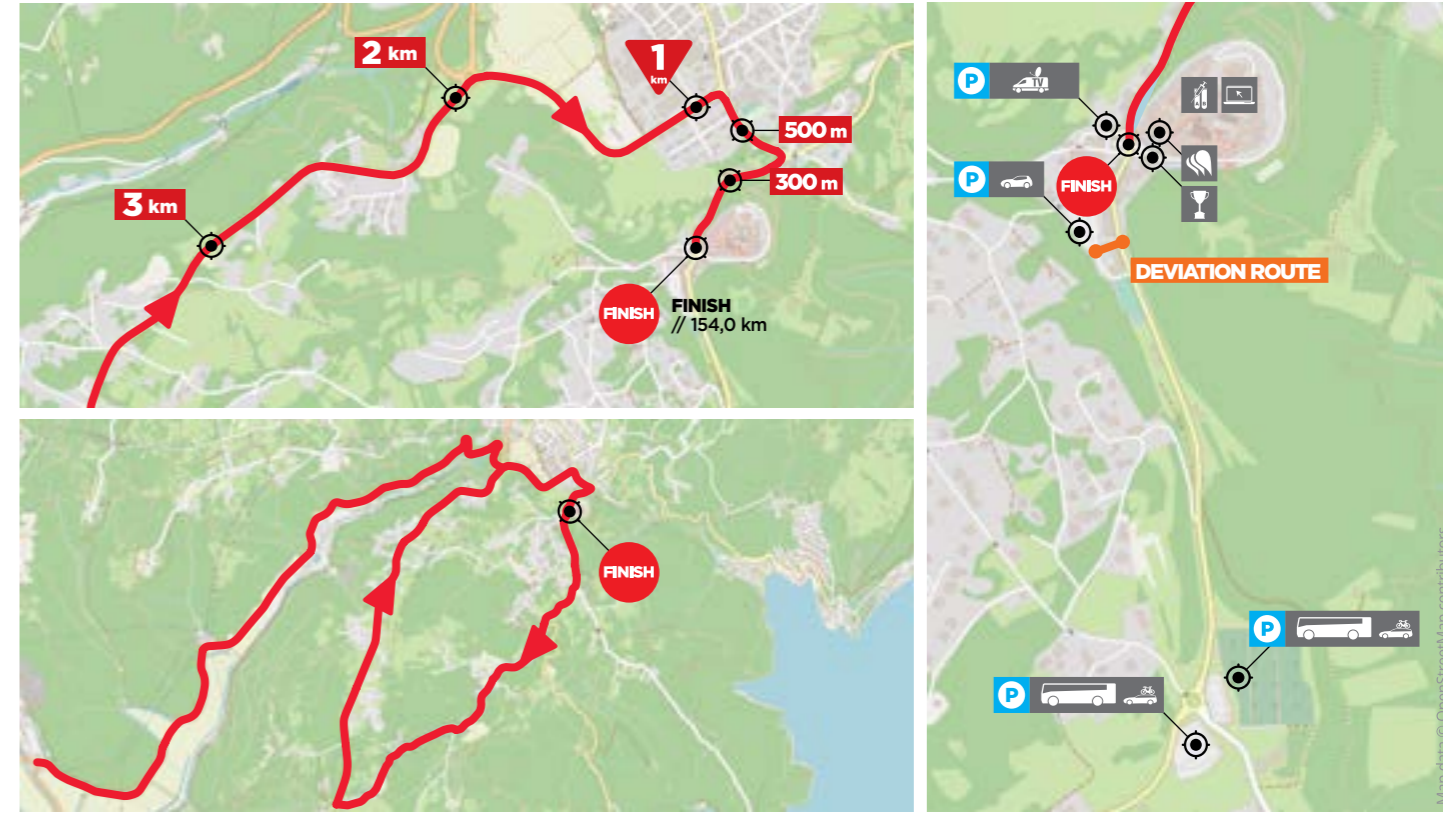 2 km
1
km
500 m
300 m
3 km
FINISH
FINISH
// 154,0 km
FINISH
P
TV
P
FINISH
DEVIATION ROUTE
P
P
Map data © OpenStreetMap contributors